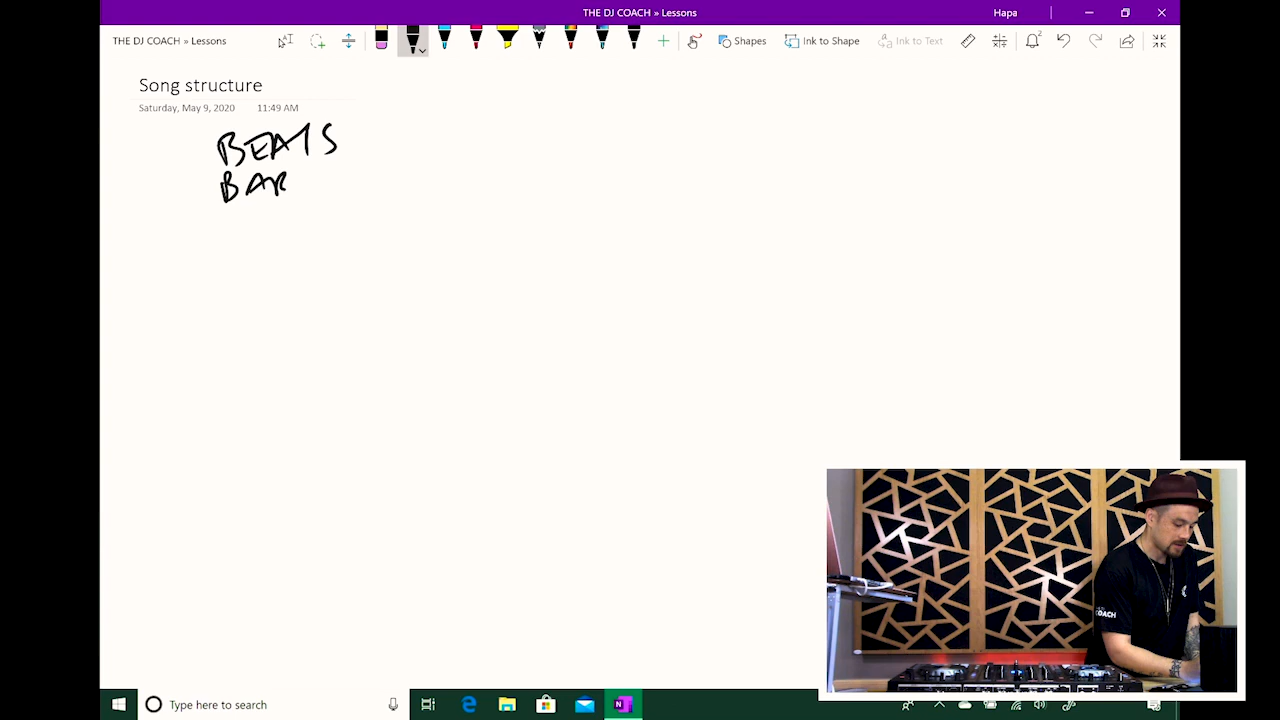 THE DJ COACH » Lessons
Hapa
THE DJ COACH » Lessons
Shapes
Ink to Shape
Ink to Text
2
Song structure
Saturday, May 9, 2020 11:49 AM
BEATS
BAR
COACH
Type here to search
N